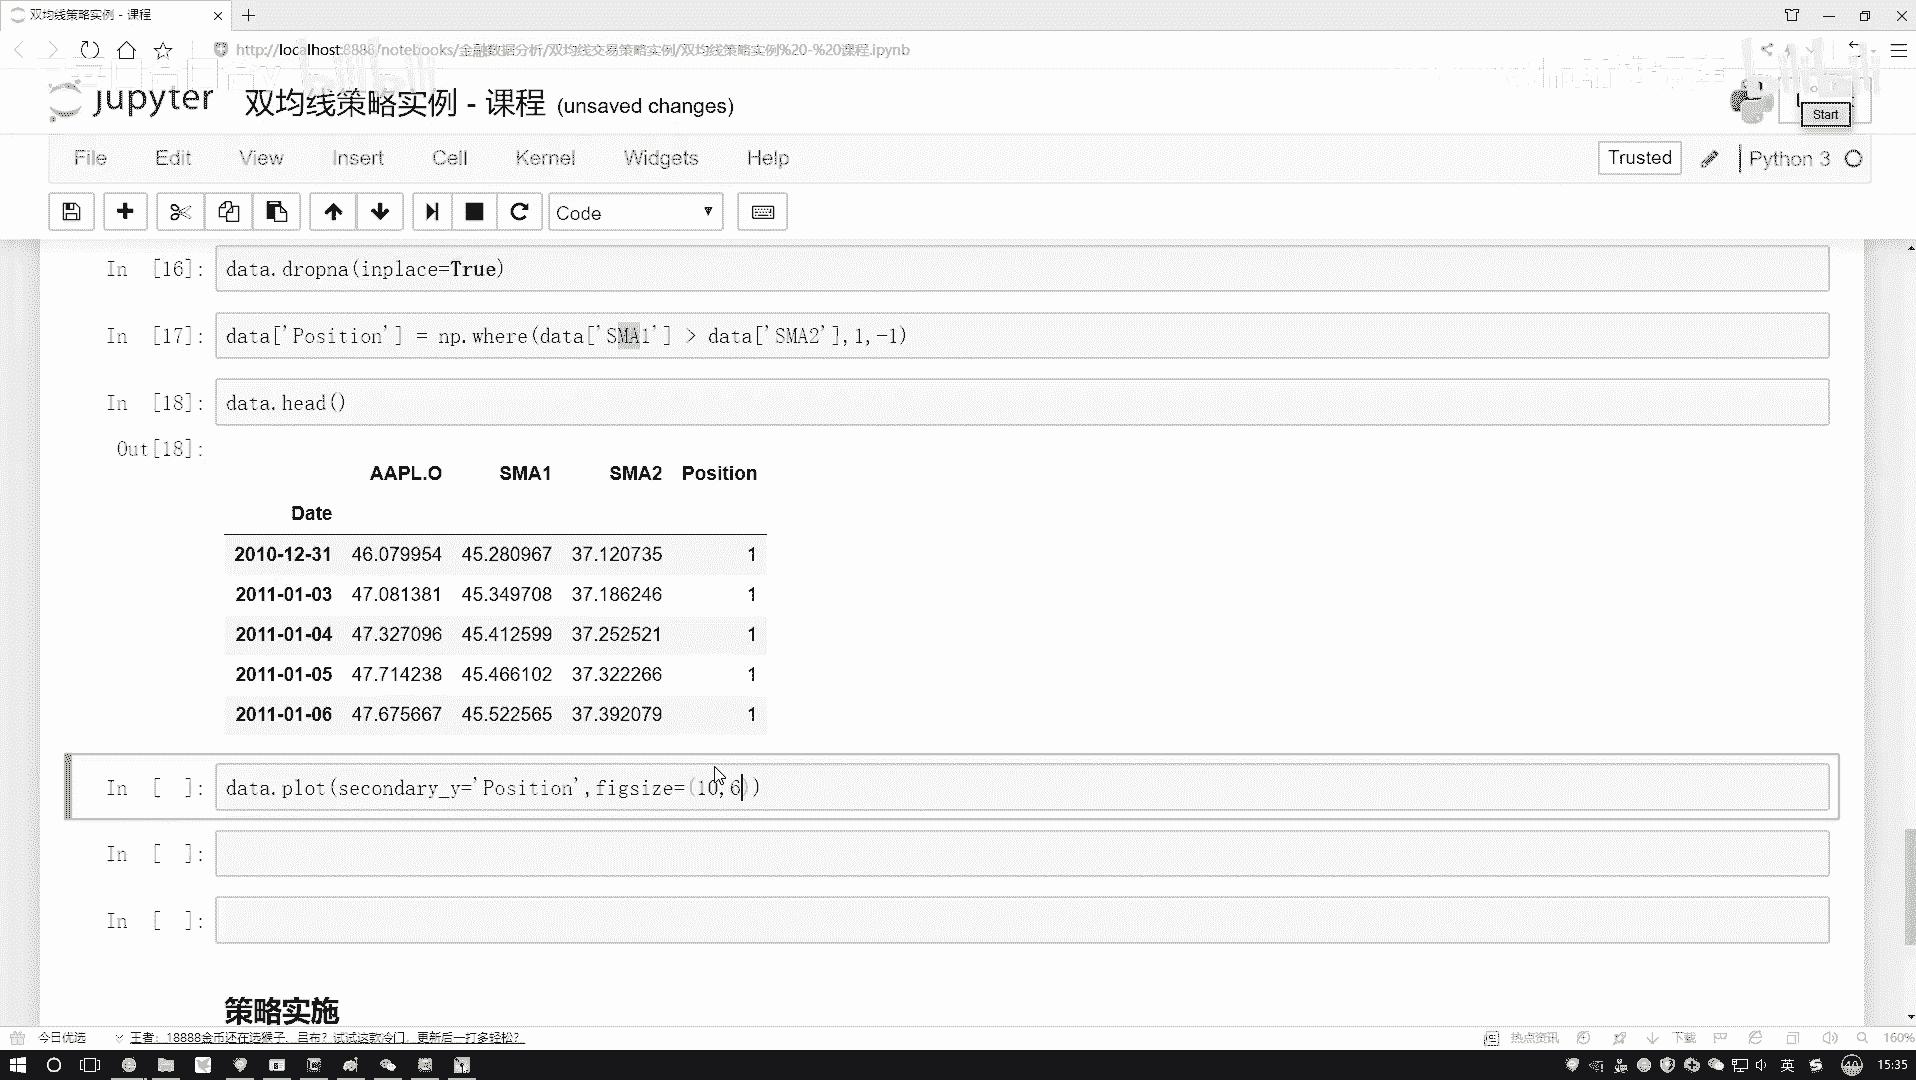 双均线策略实例 - 课程
http://localhost:8886/notebooks/金融数据分析/双均线交易策略实例/双均线策略实例%20-%20课程.ipynb
jupyter 双均线策略实例 - 课程 (unsaved changes)
Start
File Edit View Insert Cell Kernel Widgets Help
Trusted Python 3
Code
In [16]: data.dropna(inplace=True)
In [17]: data['Position'] = np.where(data['SMA1'] > data['SMA2'],1,-1)
In [18]: data.head()
Out[18]:
AAPL.O SMA1 SMA2 Position
Date
2010-12-31 46.079954 45.280967 37.120735 1
2011-01-03 47.081381 45.349708 37.186246 1
2011-01-04 47.327096 45.412599 37.252521 1
2011-01-05 47.714238 45.466102 37.322266 1
2011-01-06 47.675667 45.522565 37.392079 1
In [ ]: data.plot(secondary_y='Position',figsize=(10,6))
In [ ]:
In [ ]:
策略实施
今日优选 王者：18888金币还在选猴子、吕布？试试这款冷门，更新后一打多轻松！ 热点资讯 下载 160%
英 15:35